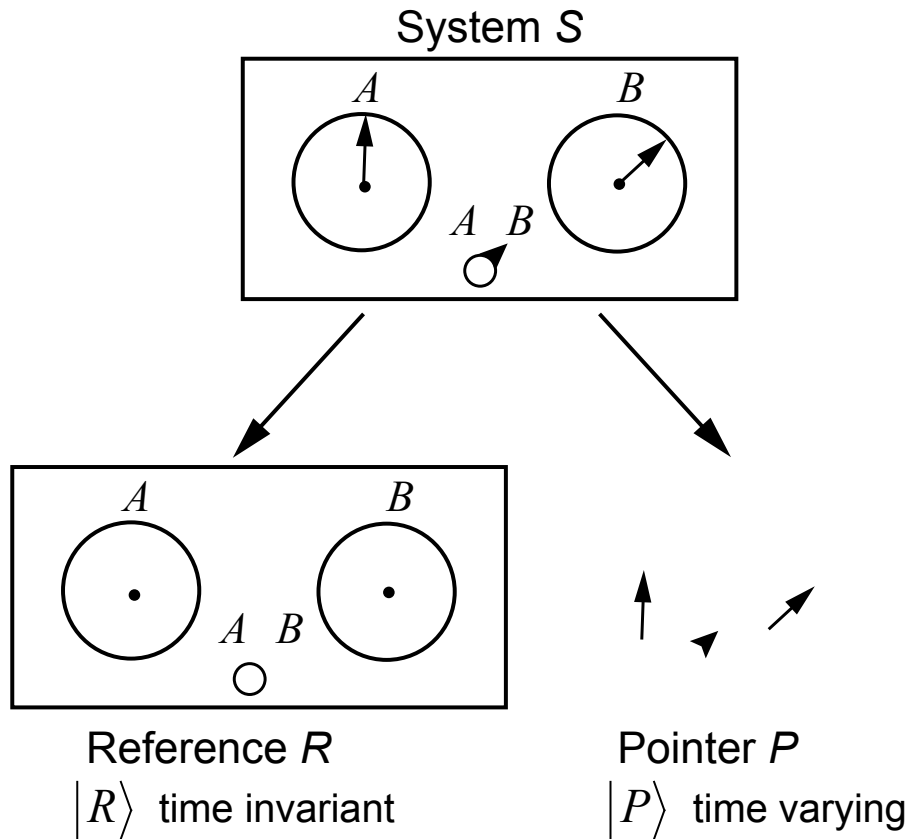 System S
A B
A B
A B
A B
Reference R Pointer P
|R⟩ time invariant |P⟩ time varying